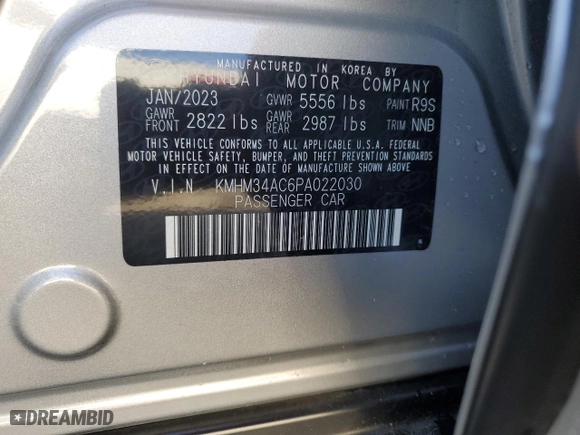 MANUFACTURED IN KOREA BY
HYUNDAI MOTOR COMPANY
JAN/2023 GVWR 5556 lbs PAINT R9S
GAWR FRONT 2822 lbs GAWR REAR 2987 lbs TRIM NNB
THIS VEHICLE CONFORMS TO ALL APPLICABLE U.S.A. FEDERAL
MOTOR VEHICLE SAFETY, BUMPER, AND THEFT PREVENTION STANDARDS
IN EFFECT ON THE DATE OF MANUFACTURE SHOWN ABOVE.
V.I.N KMHM34AC6PA022030
PASSENGER CAR
DREAMBID